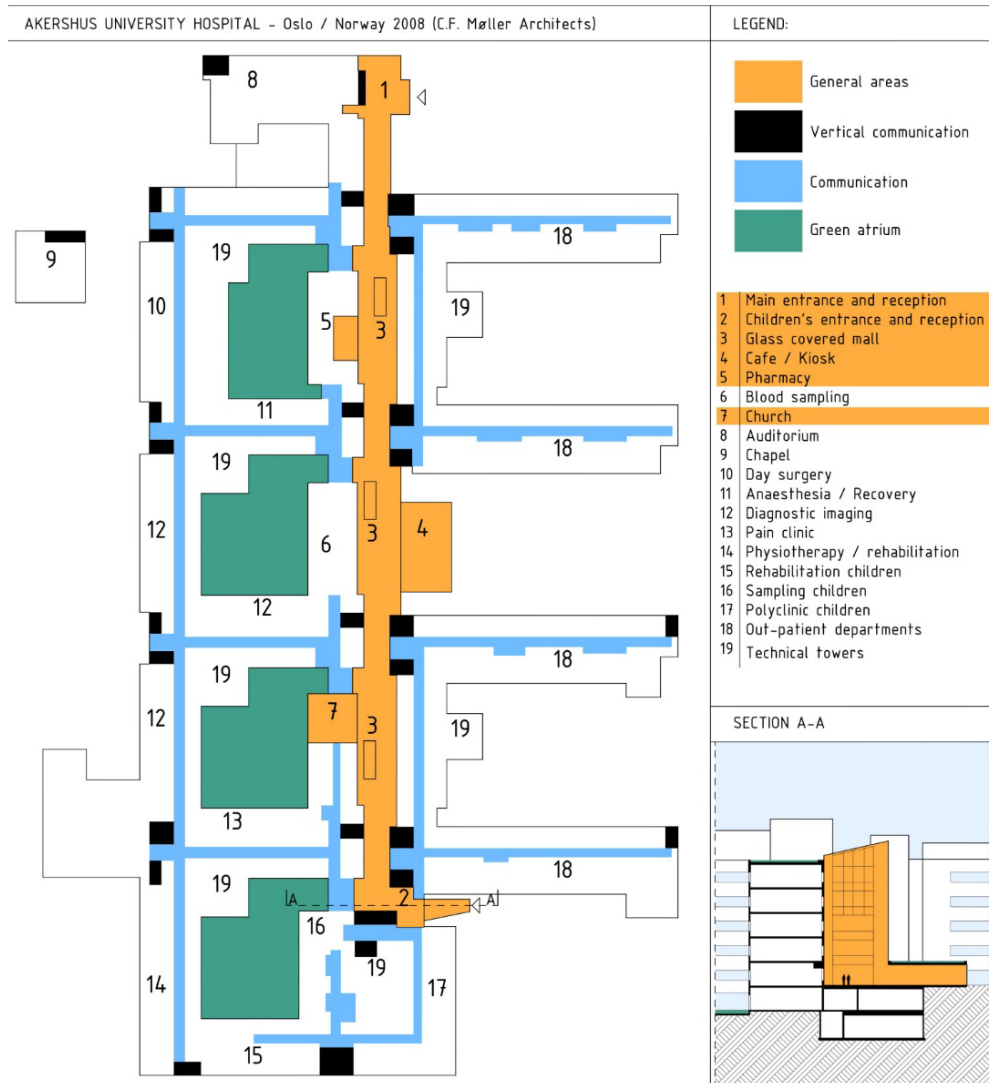 AKERSHUS UNIVERSITY HOSPITAL - Oslo / Norway 2008 (C.F. Møller Architects)
8
1
9
19
18
10
5
3
19
11
19
18
12
3
4
6
12
19
18
12
7
3
19
13
19
18
A
2
A
16
14
19
17
15
LEGEND:
General areas
Vertical communication
Communication
Green atrium
1 Main entrance and reception
2 Children's entrance and reception
3 Glass covered mall
4 Cafe / Kiosk
5 Pharmacy
6 Blood sampling
7 Church
8 Auditorium
9 Chapel
10 Day surgery
11 Anaesthesia / Recovery
12 Diagnostic imaging
13 Pain clinic
14 Physiotherapy / rehabilitation
15 Rehabilitation children
16 Sampling children
17 Polyclinic children
18 Out-patient departments
19 Technical towers
SECTION A-A